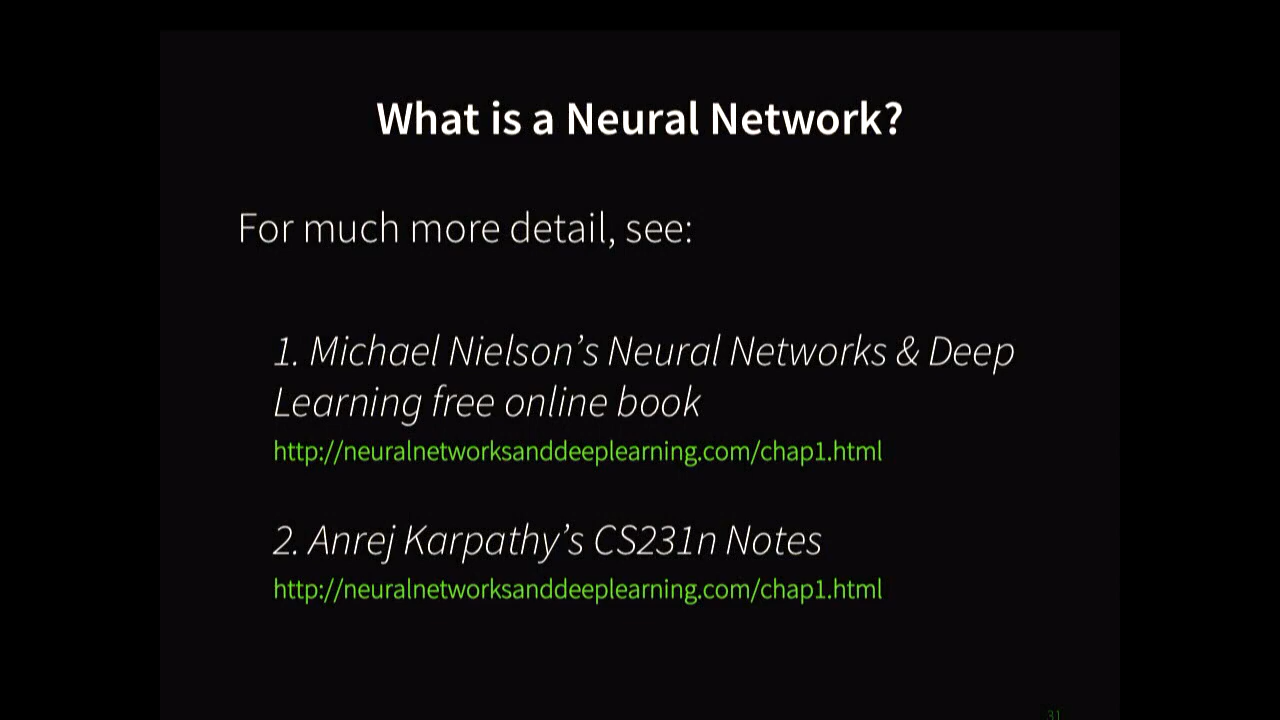 What is a Neural Network?
For much more detail, see:
1. Michael Nielson’s Neural Networks & Deep
Learning free online book
http://neuralnetworksanddeeplearning.com/chap1.html
2. Anrej Karpathy’s CS231n Notes
http://neuralnetworksanddeeplearning.com/chap1.html
31